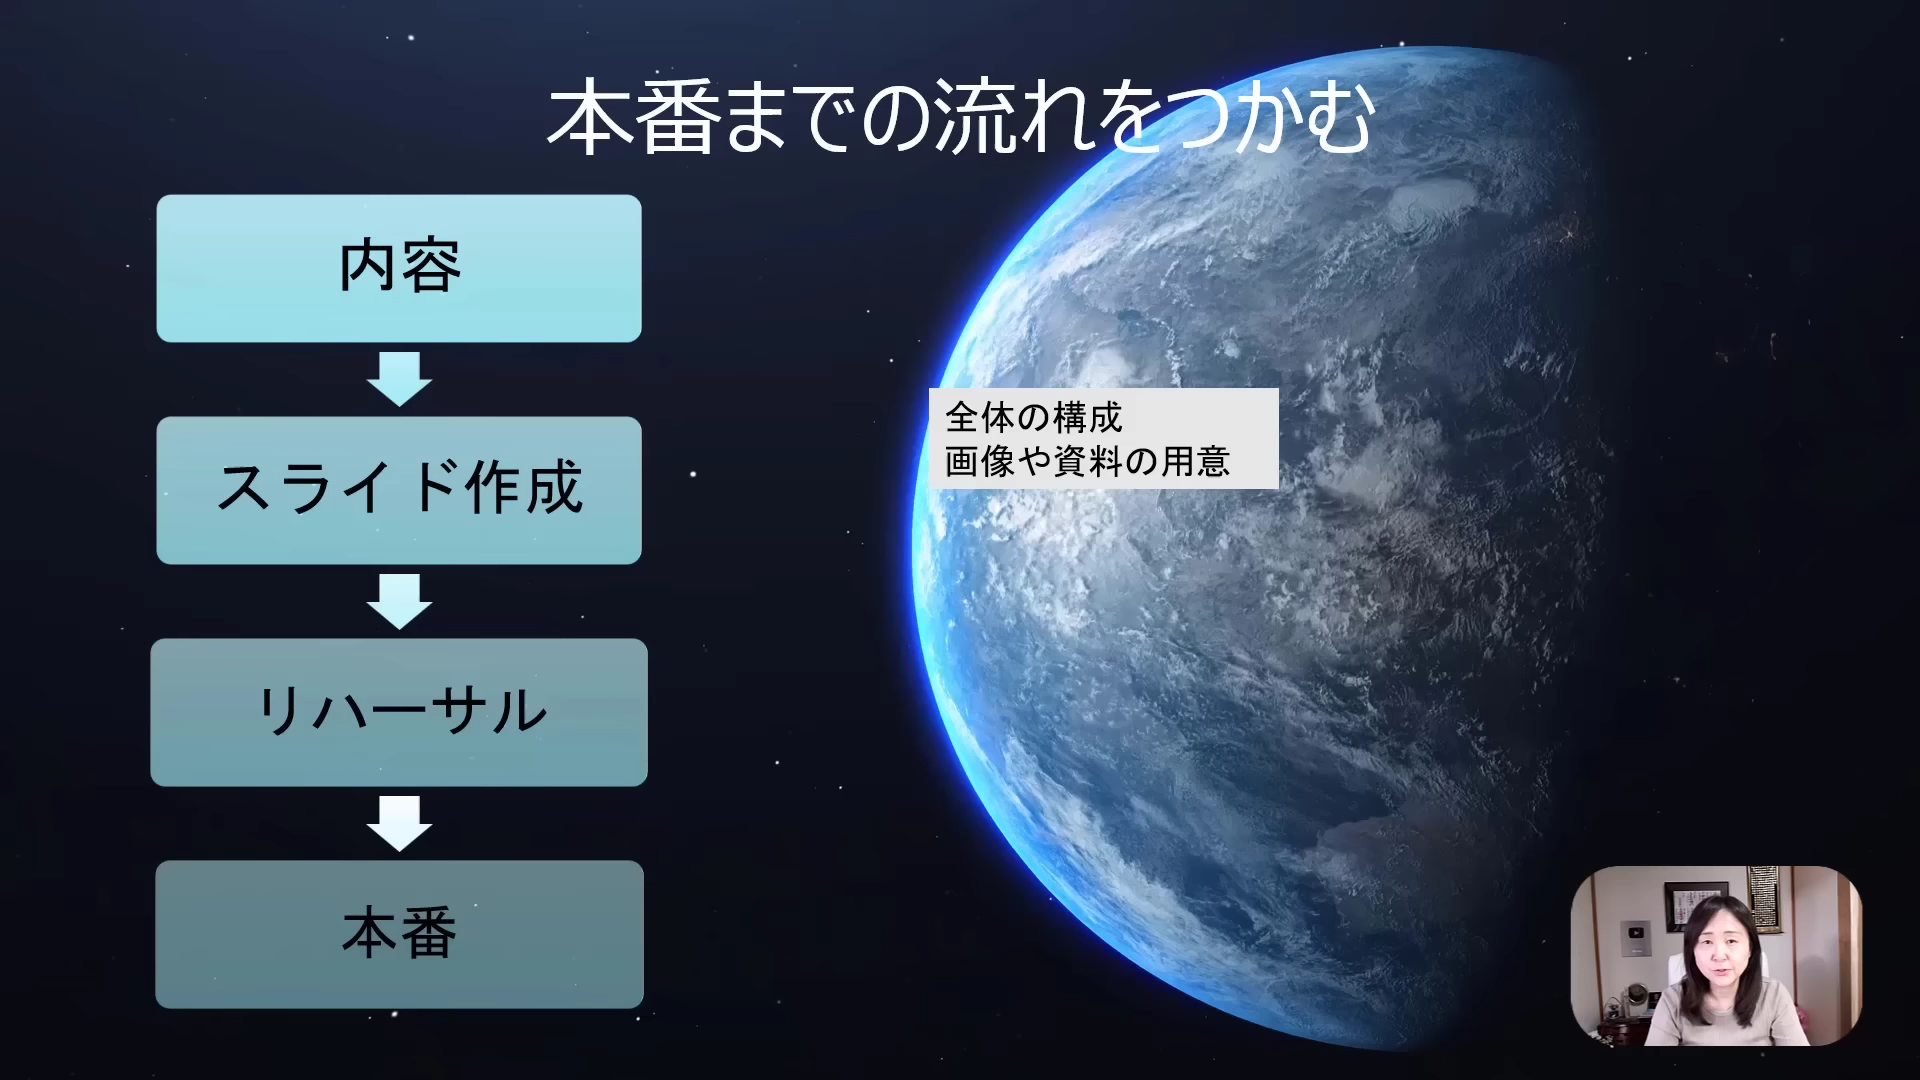 本番までの流れをつかむ
内容
スライド作成
リハーサル
本番
全体の構成
画像や資料の用意